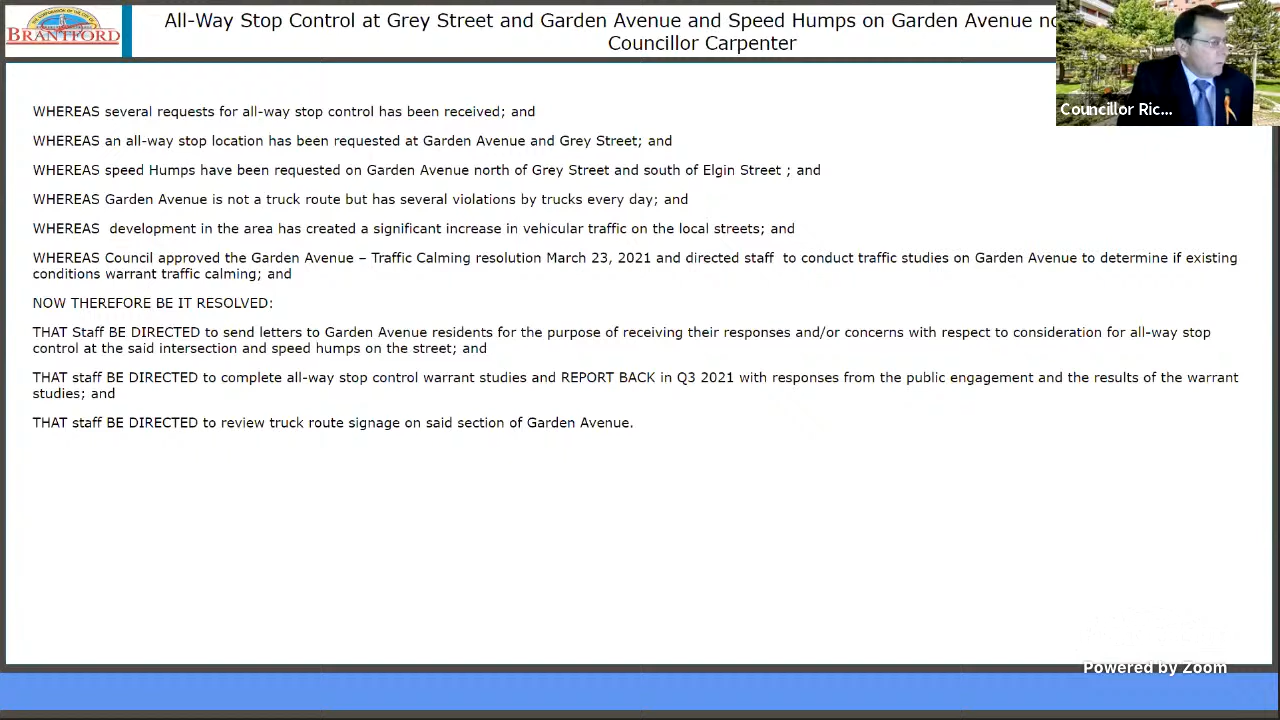 THE CORPORATION OF THE CITY OF
BRANTFORD
All-Way Stop Control at Grey Street and Garden Avenue and Speed Humps on Garden Avenue
Councillor Carpenter
Councillor Ric...
WHEREAS several requests for all-way stop control has been received; and
WHEREAS an all-way stop location has been requested at Garden Avenue and Grey Street; and
WHEREAS speed Humps have been requested on Garden Avenue north of Grey Street and south of Elgin Street ; and
WHEREAS Garden Avenue is not a truck route but has several violations by trucks every day; and
WHEREAS  development in the area has created a significant increase in vehicular traffic on the local streets; and
WHEREAS Council approved the Garden Avenue – Traffic Calming resolution March 23, 2021 and directed staff  to conduct traffic studies on Garden Avenue to determine if existing
conditions warrant traffic calming; and
NOW THEREFORE BE IT RESOLVED:
THAT Staff BE DIRECTED to send letters to Garden Avenue residents for the purpose of receiving their responses and/or concerns with respect to consideration for all-way stop
control at the said intersection and speed humps on the street; and
THAT staff BE DIRECTED to complete all-way stop control warrant studies and REPORT BACK in Q3 2021 with responses from the public engagement and the results of the warrant
studies; and
THAT staff BE DIRECTED to review truck route signage on said section of Garden Avenue.
Powered by Zoom